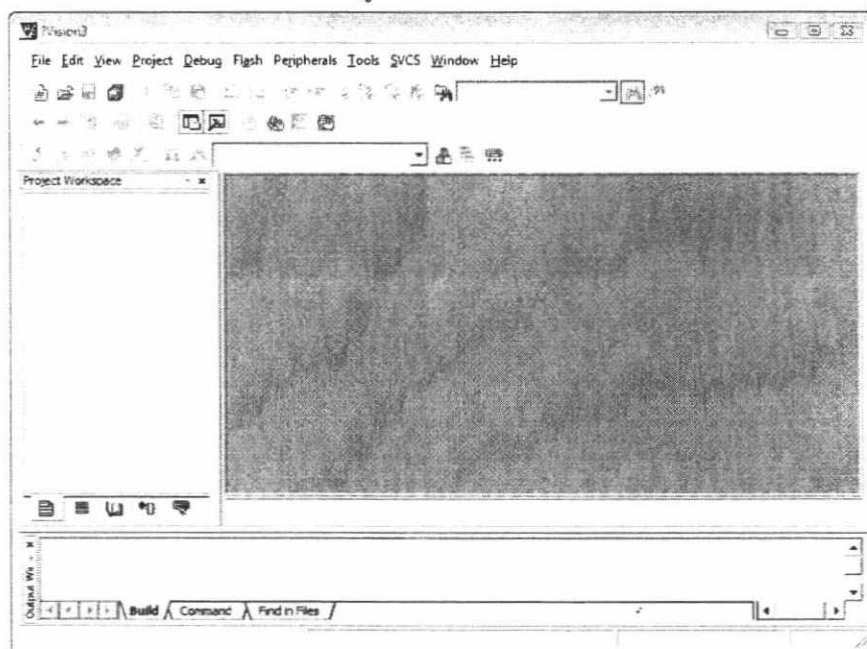 µVision3
File Edit View Project Debug Flash Peripherals Tools SVCS Window Help
Project Workspace
Output Wi
Build Command Find in Files